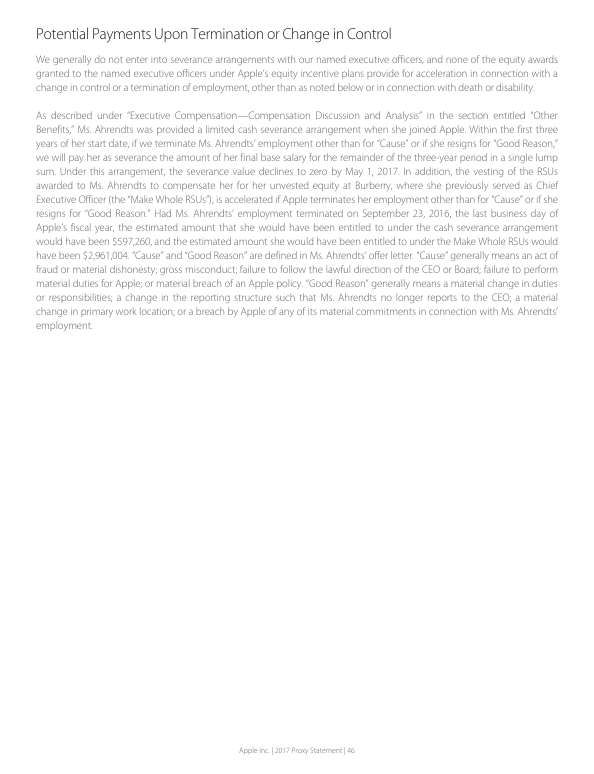 Potential Payments Upon Termination or Change in Control
We generally do not enter into severance arrangements with our named executive officers, and none of the equity awards
granted to the named executive officers under Apple's equity incentive plans provide for acceleration in connection with a
change in control or a termination of employment, other than as noted below or in connection with death or disability.
As described under “Executive Compensation—Compensation Discussion and Analysis” in the section entitled “Other
Benefits,” Ms. Ahrendts was provided a limited cash severance arrangement when she joined Apple. Within the first three
years of her start date, if we terminate Ms. Ahrendts’ employment other than for “Cause” or if she resigns for “Good Reason,”
we will pay her as severance the amount of her final base salary for the remainder of the three-year period in a single lump
sum. Under this arrangement, the severance value declines to zero by May 1, 2017. In addition, the vesting of the RSUs
awarded to Ms. Ahrendts to compensate her for her unvested equity at Burberry, where she previously served as Chief
Executive Officer (the “Make Whole RSUs”), is accelerated if Apple terminates her employment other than for “Cause” or if she
resigns for “Good Reason.” Had Ms. Ahrendts’ employment terminated on September 23, 2016, the last business day of
Apple’s fiscal year, the estimated amount that she would have been entitled to under the cash severance arrangement
would have been $597,260, and the estimated amount she would have been entitled to under the Make Whole RSUs would
have been $2,961,004. “Cause” and “Good Reason” are defined in Ms. Ahrendts’ offer letter. “Cause” generally means an act of
fraud or material dishonesty; gross misconduct; failure to follow the lawful direction of the CEO or Board; failure to perform
material duties for Apple; or material breach of an Apple policy. “Good Reason” generally means a material change in duties
or responsibilities; a change in the reporting structure such that Ms. Ahrendts no longer reports to the CEO; a material
change in primary work location; or a breach by Apple of any of its material commitments in connection with Ms. Ahrendts’
employment.
Apple Inc. | 2017 Proxy Statement | 46